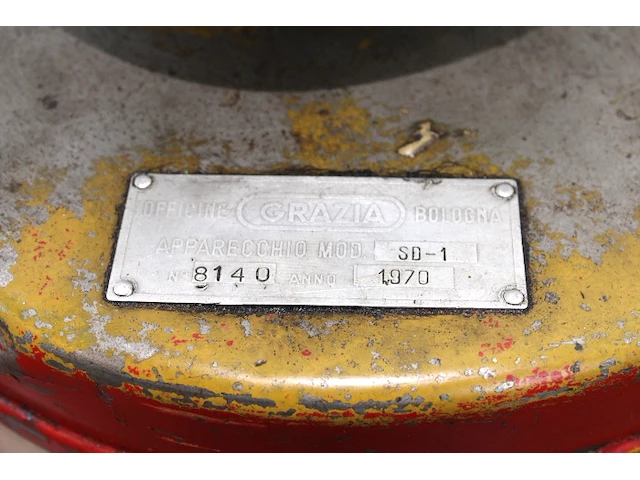 OFFICINE GRAZIA BOLOGNA
APPARECCHIO MOD. SD-1
N° 8140 ANNO 1970